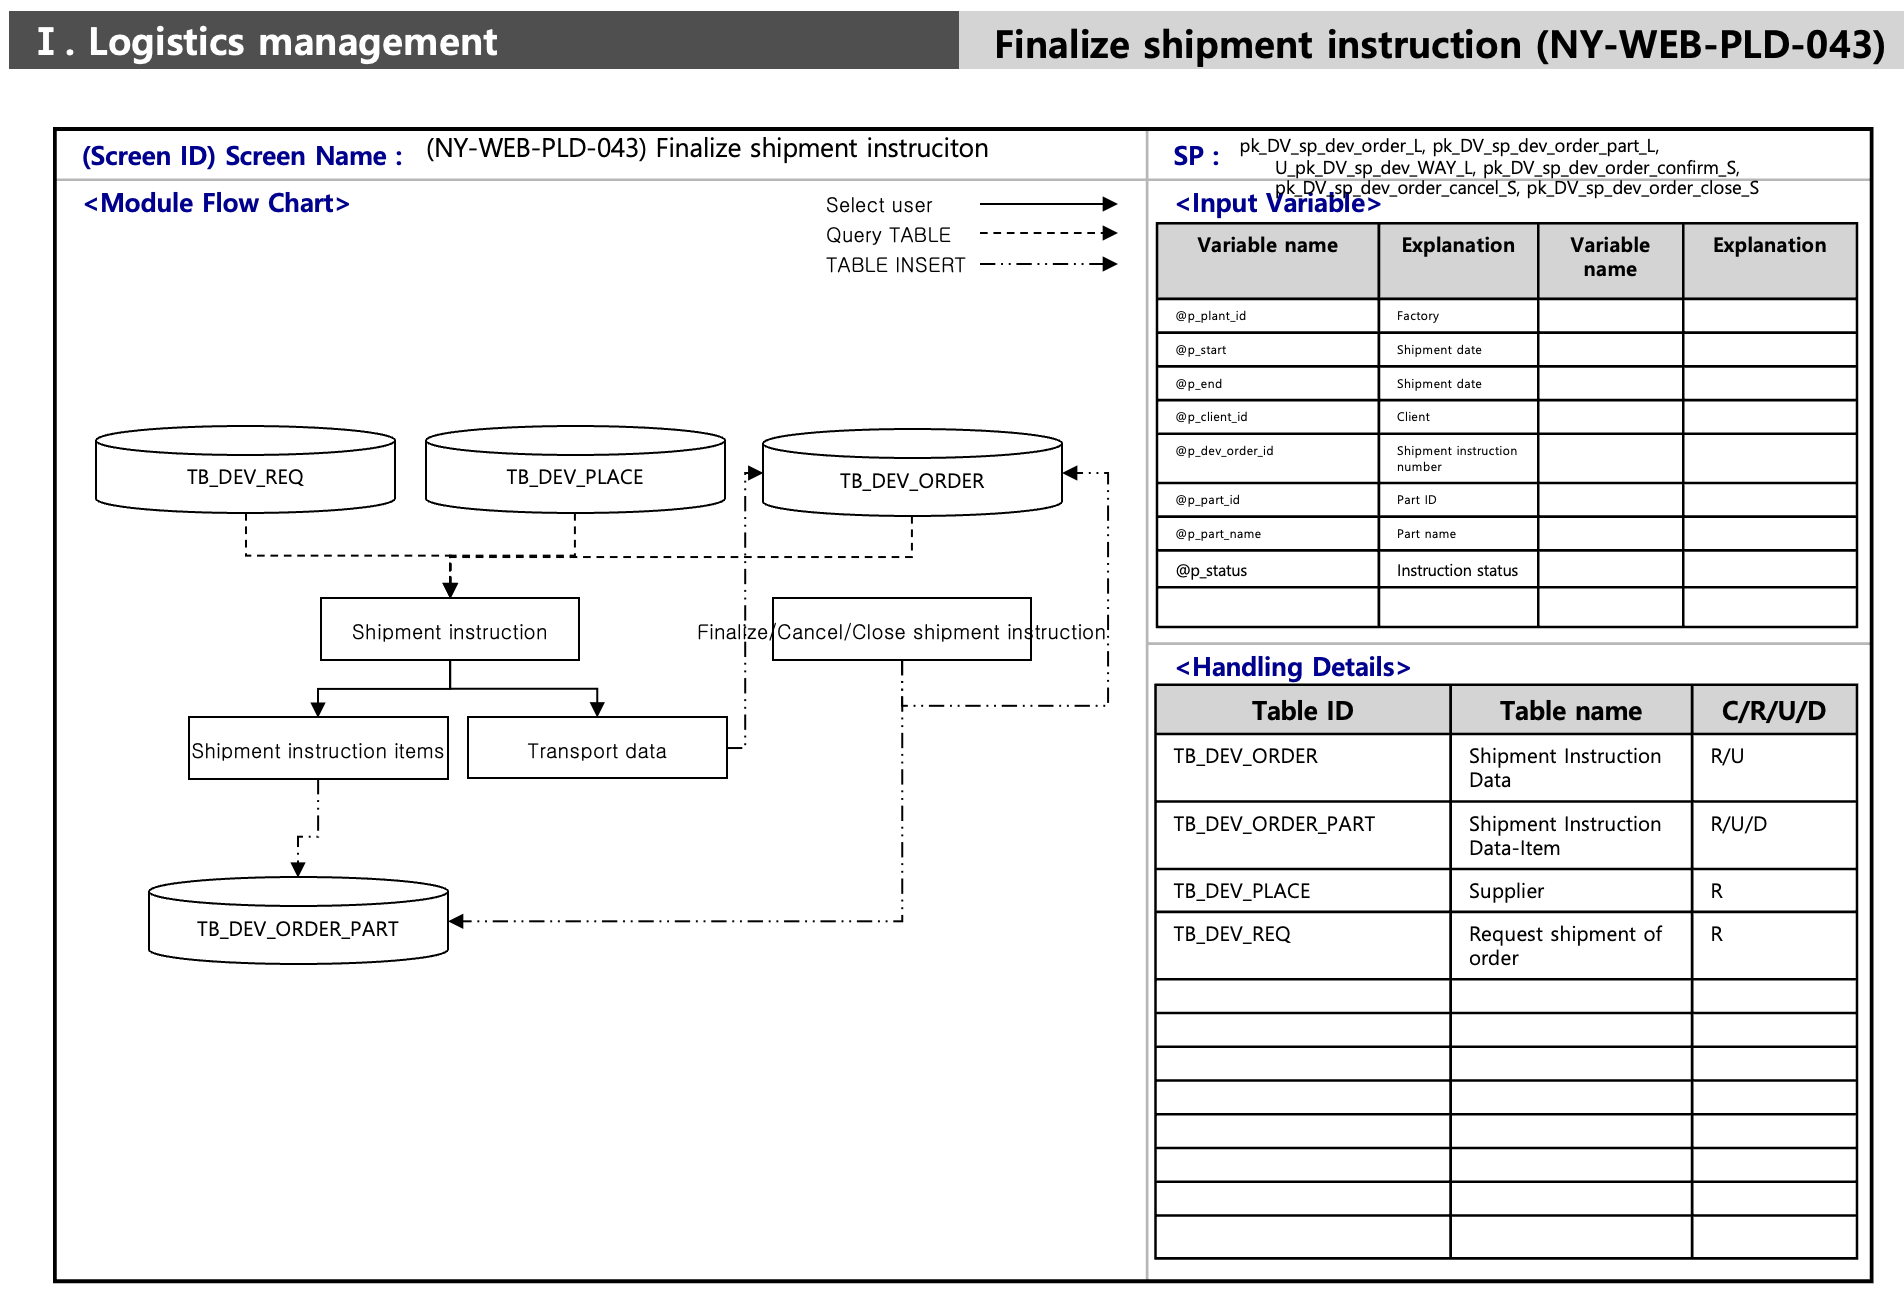 Ⅰ. Logistics management
Finalize shipment instruction (NY-WEB-PLD-043)
(Screen ID) Screen Name :
(NY-WEB-PLD-043) Finalize shipment instruciton
SP :
pk_DV_sp_dev_order_L, pk_DV_sp_dev_order_part_L,
U_pk_DV_sp_dev_WAY_L, pk_DV_sp_dev_order_confirm_S,
pk_DV_sp_dev_order_cancel_S, pk_DV_sp_dev_order_close_S
<Module Flow Chart>
Select user
Query TABLE
TABLE INSERT
TB_DEV_REQ
TB_DEV_PLACE
TB_DEV_ORDER
Shipment instruction
Finalize/Cancel/Close shipment instruction
Shipment instruction items
Transport data
TB_DEV_ORDER_PART
<Input Variable>
Variable name
Explanation
Variable
name
Explanation
@p_plant_id
Factory
@p_start
Shipment date
@p_end
Shipment date
@p_client_id
Client
@p_dev_order_id
Shipment instruction
number
@p_part_id
Part ID
@p_part_name
Part name
@p_status
Instruction status
<Handling Details>
Table ID
Table name
C/R/U/D
TB_DEV_ORDER
Shipment Instruction
Data
R/U
TB_DEV_ORDER_PART
Shipment Instruction
Data-Item
R/U/D
TB_DEV_PLACE
Supplier
R
TB_DEV_REQ
Request shipment of
order
R